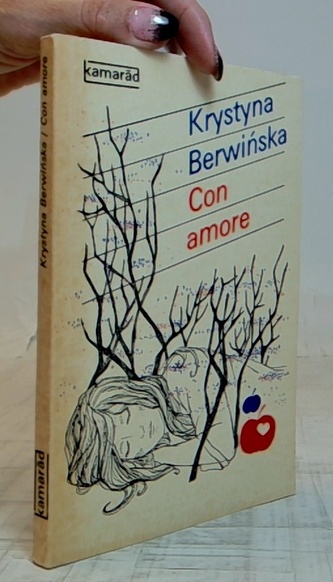 kamarád
Krystyna
Berwińska
Con
amore
Krystyna Berwińska / Con amore
kamarád